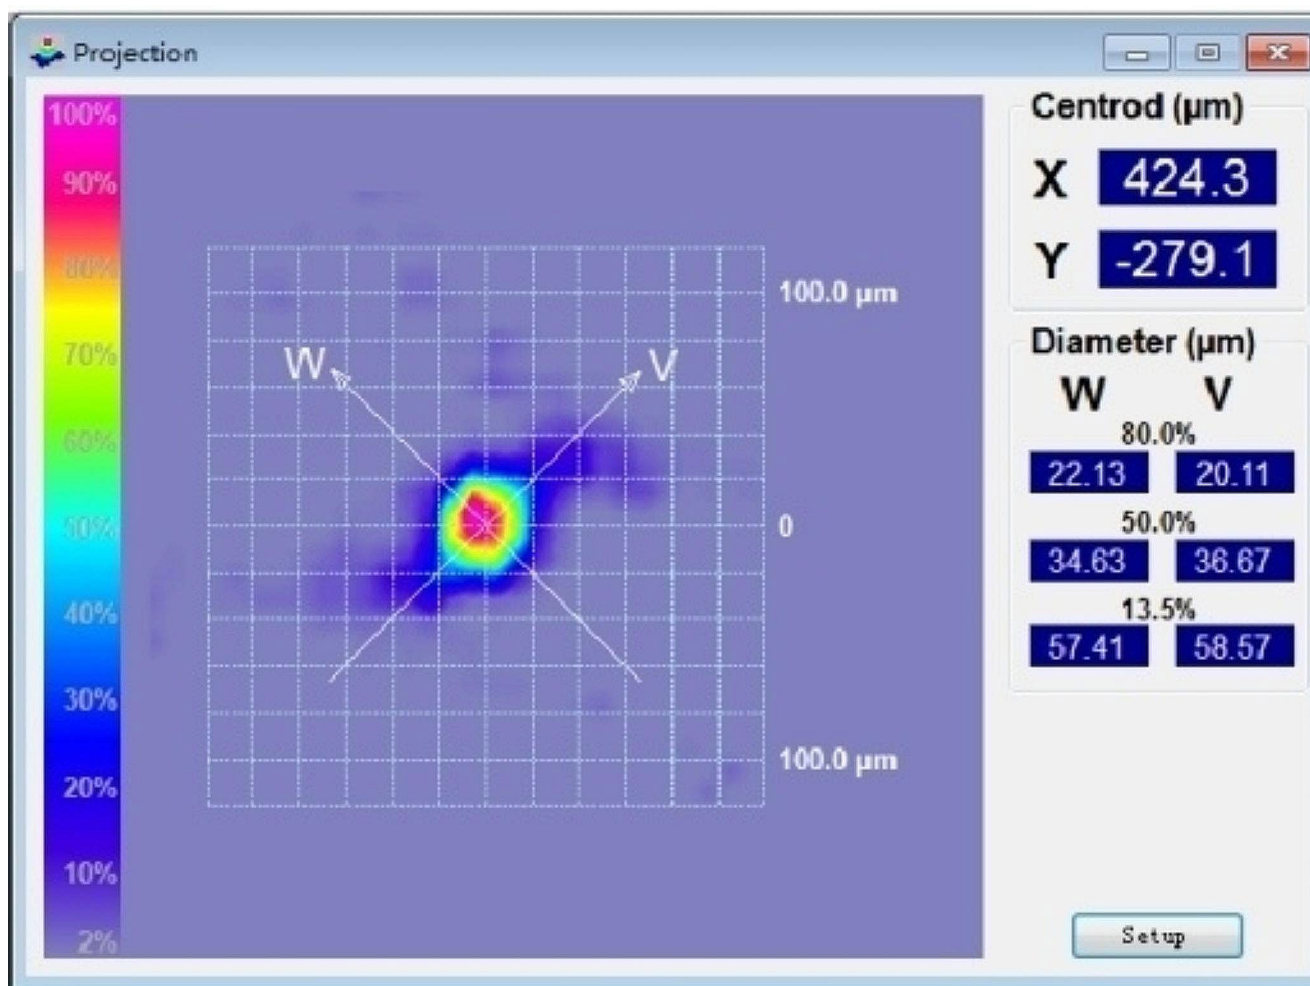 Projection
100%
90%
80%
70%
60%
50%
40%
30%
20%
10%
2%
W
V
100.0 µm
0
100.0 µm
Centrod (µm)
X 424.3
Y -279.1
Diameter (µm)
W V
80.0%
22.13 20.11
50.0%
34.63 36.67
13.5%
57.41 58.57
Setup